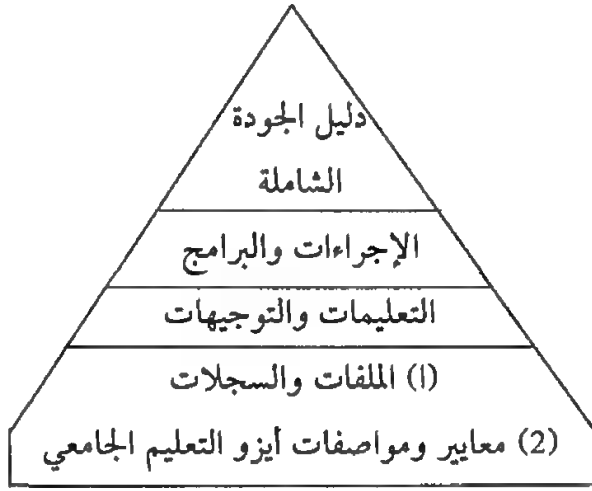 دليل الجودة
الشاملة
الإجراءات والبرامج
التعليمات والتوجيهات
(1) الملفات والسجلات
(2) معايير ومواصفات أيزو التعليم الجامعي